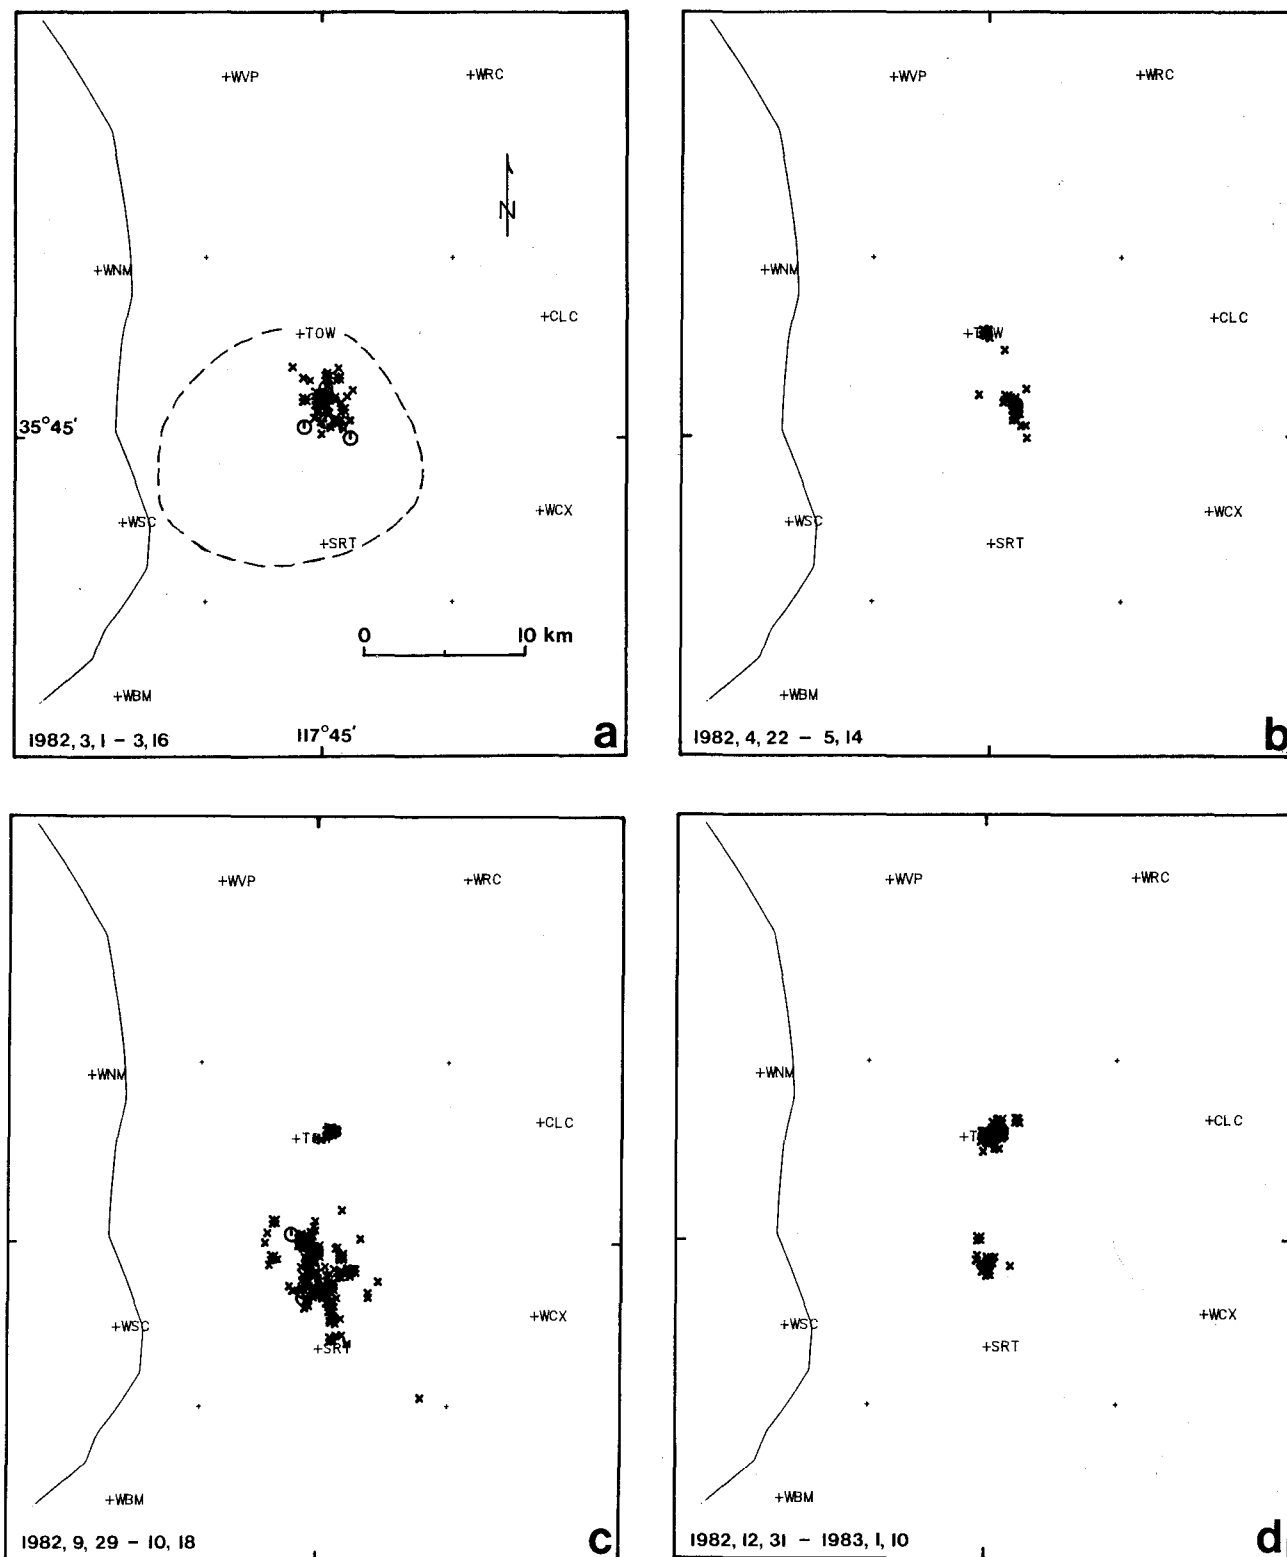 +WVP +WRC
N
+WNM
+CLC
+TOW
35°45′
+WSC +WCX
+SRT
0 10 km
+WBM
117°45′
1982, 3, 1 – 3, 16 a
+WVP +WRC
+WNM
+CLC
+TOW
+WSC +WCX
+SRT
+WBM
1982, 4, 22 – 5, 14 b
+WVP +WRC
+WNM
+CLC
+WSC +WCX
+SRT
+WBM
1982, 9, 29 – 10, 18 c
+WVP +WRC
+WNM
+CLC
+WSC +WCX
+SRT
+WBM
1982, 12, 31 – 1983, 1, 10 d